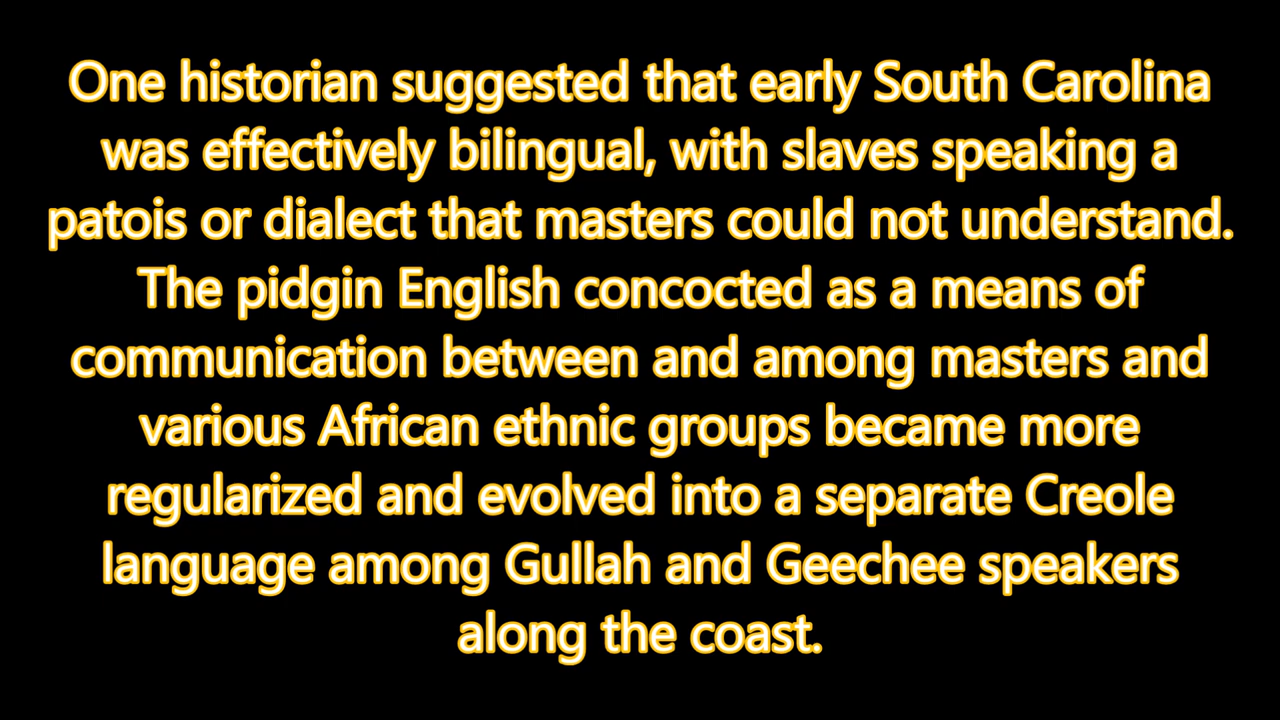 One historian suggested that early South Carolina
was effectively bilingual, with slaves speaking a
patois or dialect that masters could not understand.
The pidgin English concocted as a means of
communication between and among masters and
various African ethnic groups became more
regularized and evolved into a separate Creole
language among Gullah and Geechee speakers
along the coast.